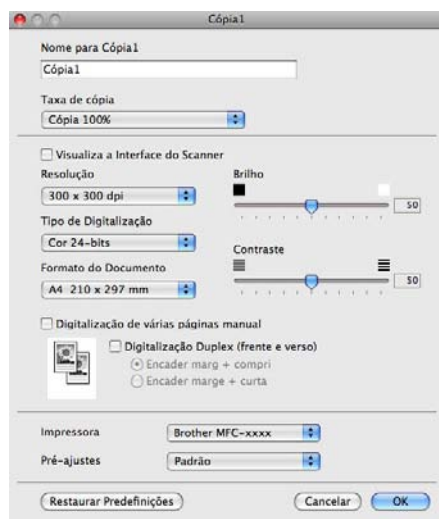 Cópia1
Nome para Cópia1
Cópia1
Taxa de cópia
Cópia 100%
Visualiza a Interface do Scanner
Resolução
300 x 300 dpi
Brilho
50
Tipo de Digitalização
Cor 24-bits
Contraste
50
Formato do Documento
A4 210 x 297 mm
Digitalização de várias páginas manual
Digitalização Duplex (frente e verso)
Encader marg + compri
Encader marge + curta
Impressora
Brother MFC-xxxx
Pré-ajustes
Padrão
Restaurar Predefinições
Cancelar
OK